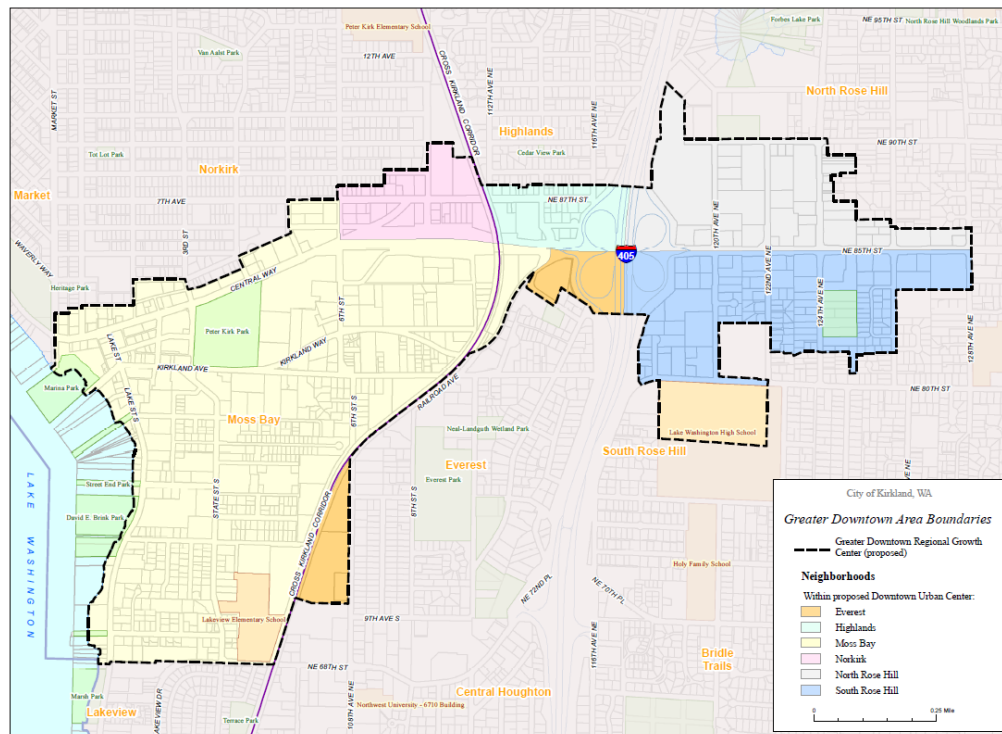 Peter Kirk Elementary School
NE 95TH ST
Forbes Lake Park
North Rose Hill Woodlands Park
Van Aalst Park
12TH AVE
CROSS KIRKLAND CORRIDOR
112TH AVE NE
116TH AVE NE
North Rose Hill
MARKET ST
Highlands
NE 90TH ST
Tot Lot Park
Cedar View Park
Norkirk
Market
7TH AVE
NE 87TH ST
120TH AVE NE
3RD ST
WAVERLY WAY
405
NE 85TH ST
CENTRAL WAY
122ND AVE NE
Heritage Park
6TH ST
124TH AVE NE
Peter Kirk Park
LAKE ST
KIRKLAND WAY
128TH AVE NE
KIRKLAND AVE
Marina Park
RAILROAD AVE
NE 80TH ST
LAKE ST S
6TH ST S
Moss Bay
Neal-Landguth Wetland Park
Lake Washington High School
South Rose Hill
Everest
Everest Park
Street End Park
STATE ST S
8TH ST S
LAKE WASHINGTON
David E. Brink Park
CROSS KIRKLAND CORRIDOR
NE 72ND PL
Holy Family School
NE 70TH PL
Lakeview Elementary School
9TH AVE S
116TH AVE NE
NE 68TH ST
Bridle
Trails
Marsh Park
Central Houghton
Lakeview
LAKEVIEW DR
Terrace Park
108TH AVE NE
Northwest University - 6710 Building
City of Kirkland, WA
Greater Downtown Area Boundaries
Greater Downtown Regional Growth
Center (proposed)
Neighborhoods
Within proposed Downtown Urban Center:
Everest
Highlands
Moss Bay
Norkirk
North Rose Hill
South Rose Hill
0 0.25 Mile